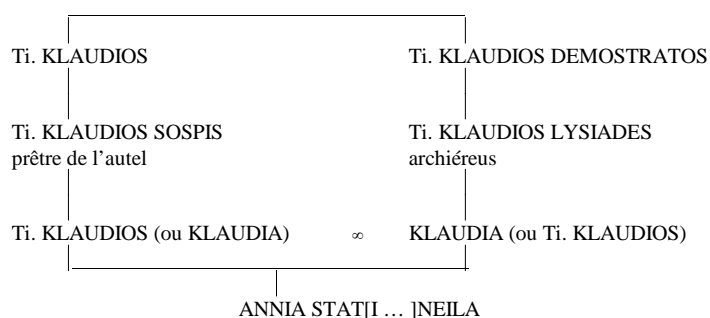 Ti. KLAUDIOS Ti. KLAUDIOS DEMOSTRATOS
Ti. KLAUDIOS SOSPIS Ti. KLAUDIOS LYSIADES
prêtre de l'autel archiéreus
Ti. KLAUDIOS (ou KLAUDIA) ∞ KLAUDIA (ou Ti. KLAUDIOS)
ANNIA STAT[I … ]NEILA